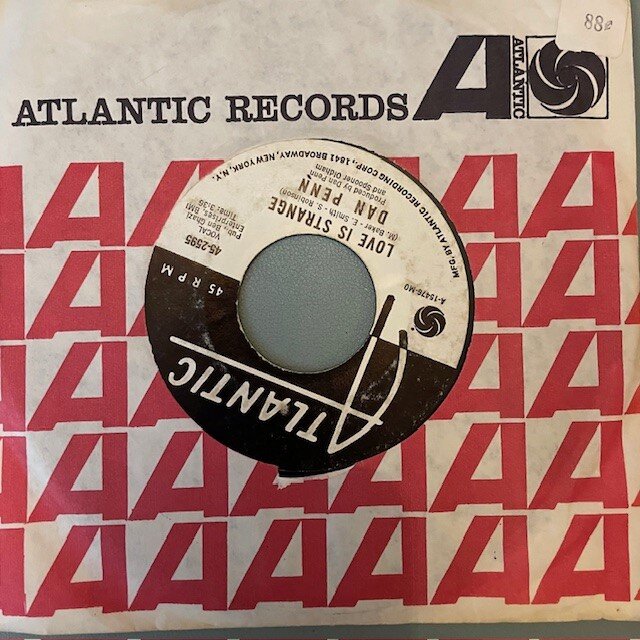 88¢
ATLANTIC RECORDS
ATLANTIC
ATLANTIC
45 RPM
45-2595
VOCAL
Pub., Ben Ghazi
Enterprises, BMI
Time: 3:36
A-15476-MO
LOVE IS STRANGE
(M. Baker - E. Smith - S. Robinson)
DAN PENN
Produced by Dan Penn
and Spooner Oldham
MFG. BY ATLANTIC RECORDING CORP., 1841 BROADWAY, NEW YORK, N.Y.